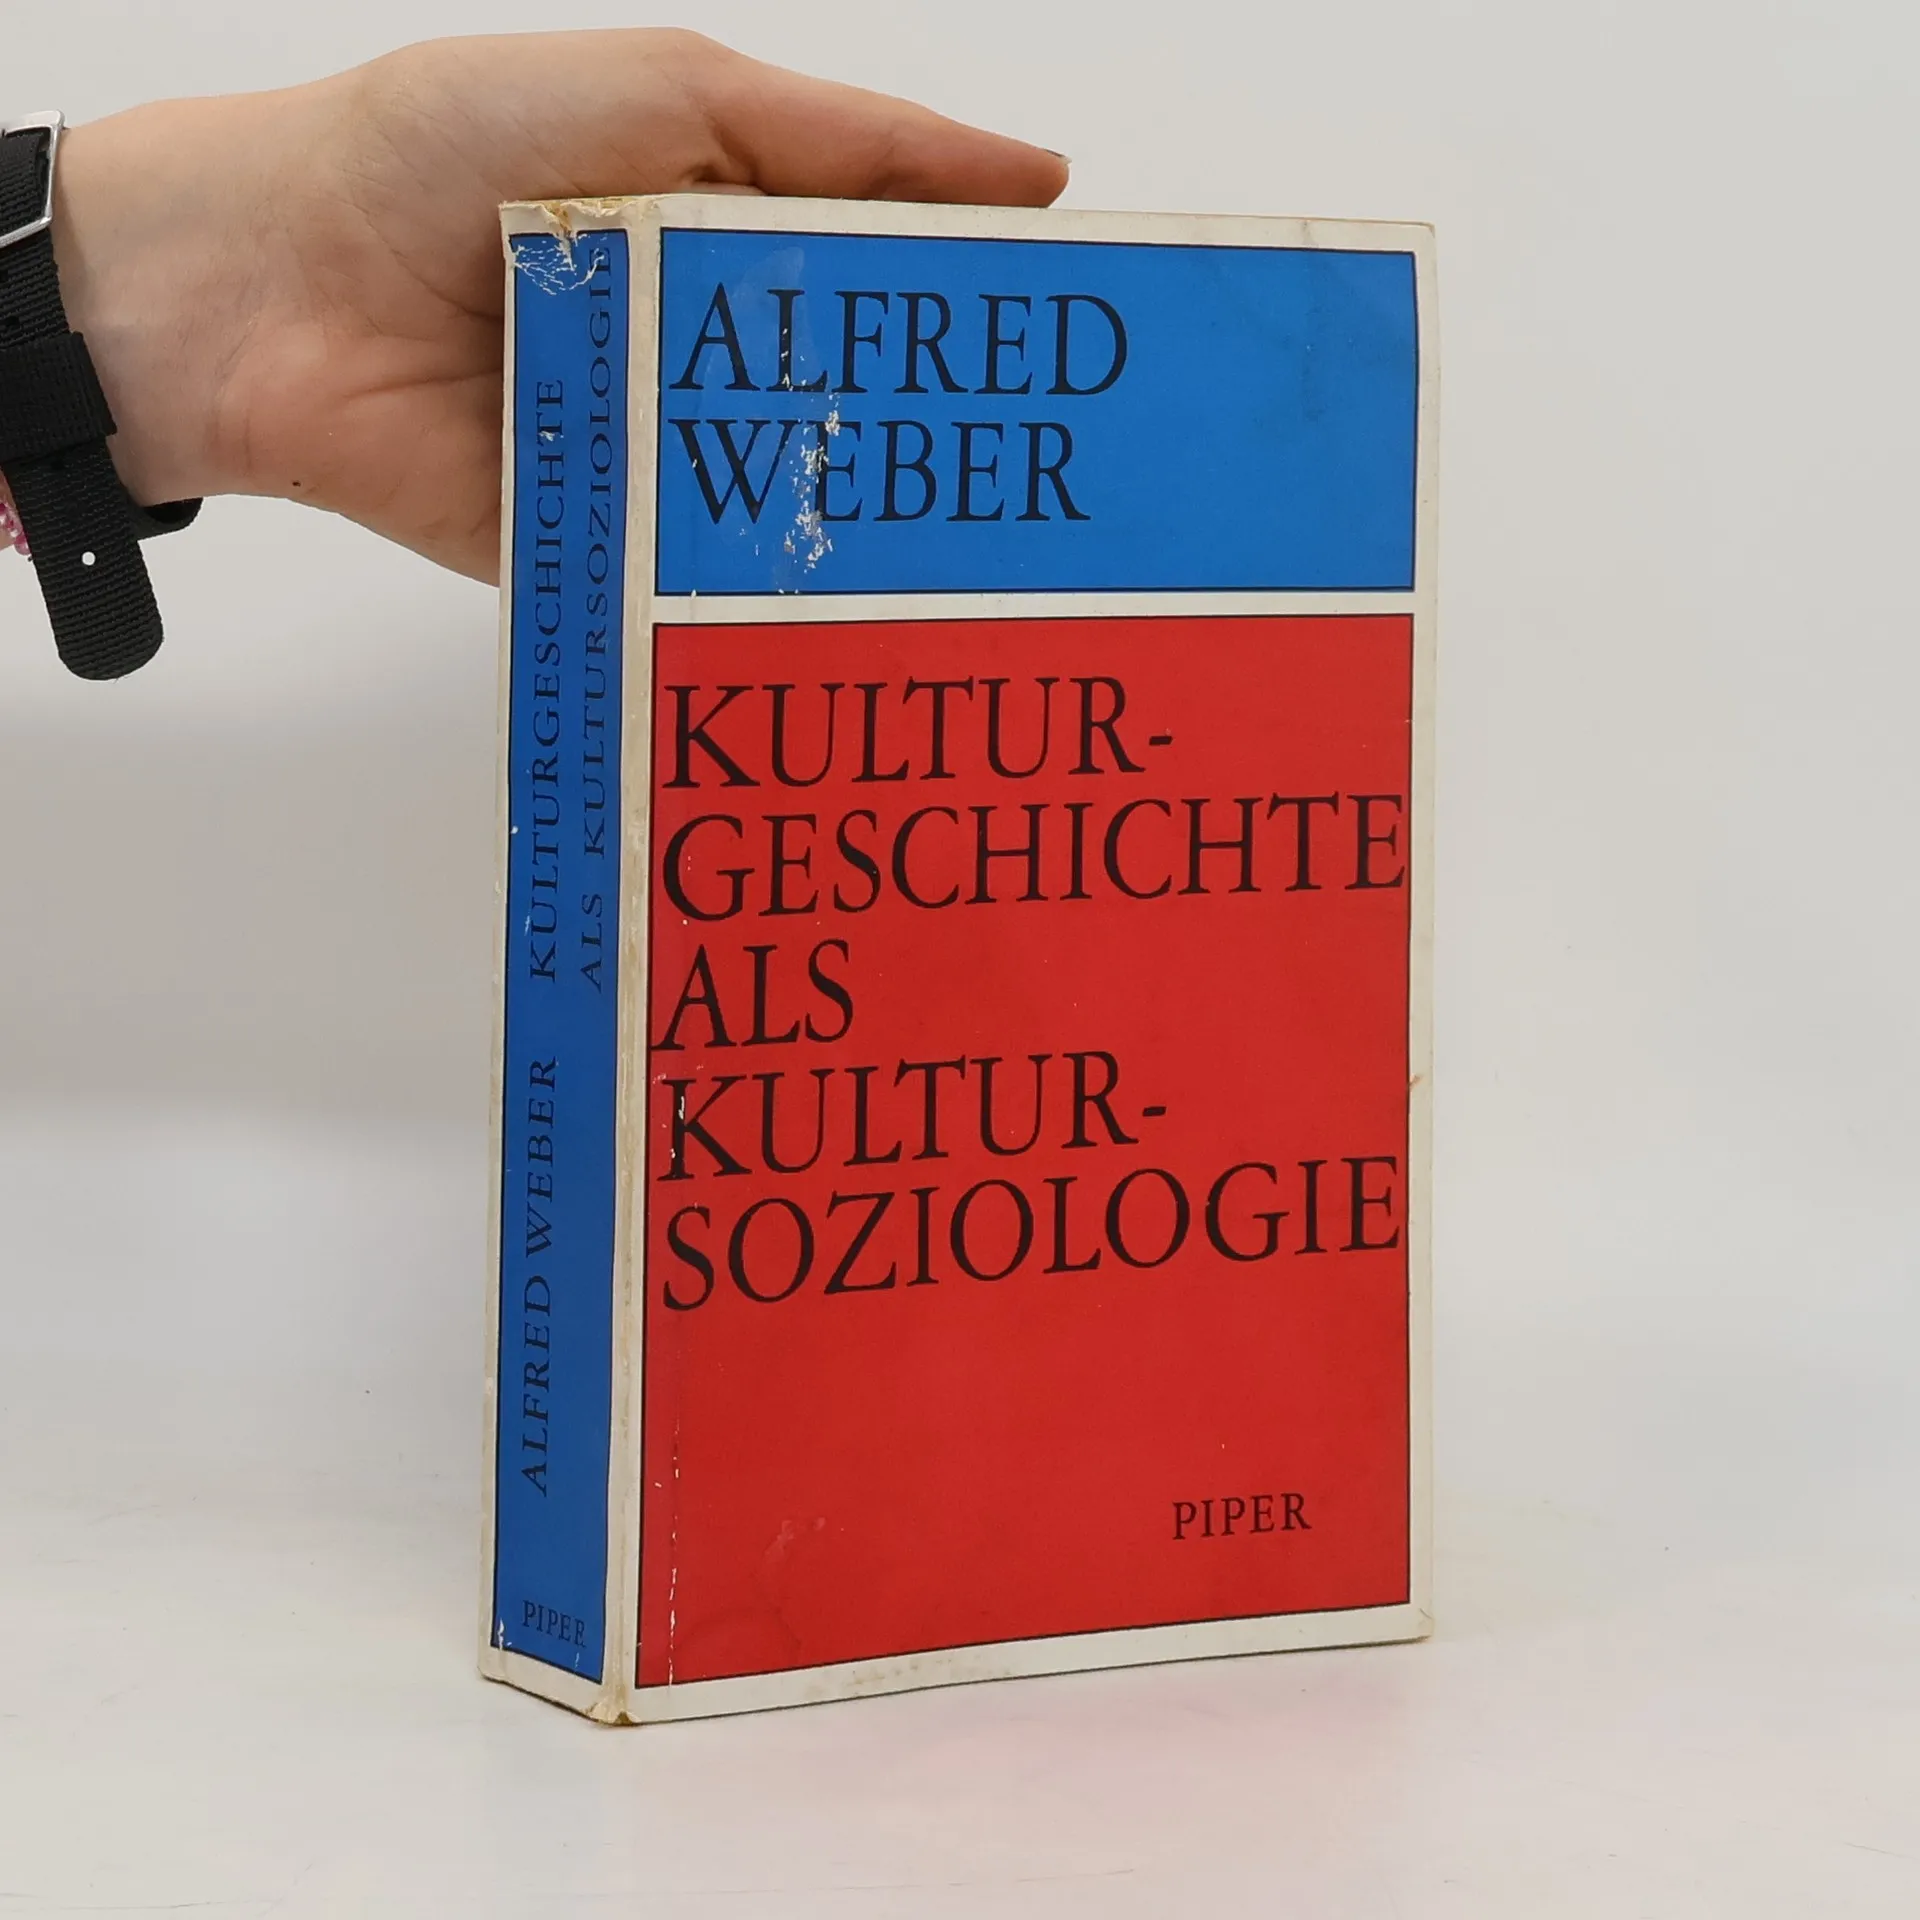 ALFRED
WEBER
KULTUR-
GESCHICHTE
ALS
KULTUR-
SOZIOLOGIE
PIPER
ALFRED WEBER KULTURGESCHICHTE
ALS KULTURSOZIOLOGIE
PIPER